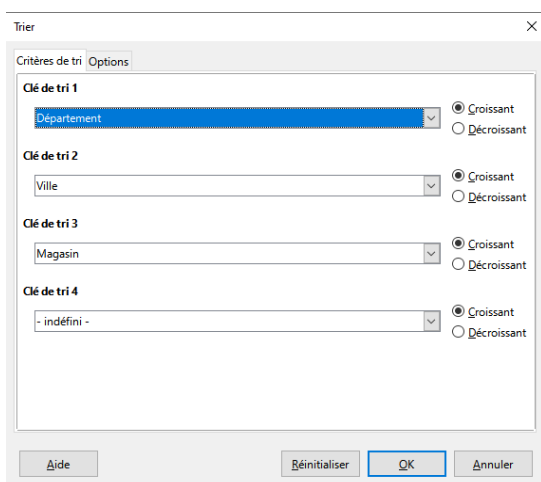 Trier
Critères de tri Options
Clé de tri 1
Département
Croissant
Décroissant
Clé de tri 2
Ville
Croissant
Décroissant
Clé de tri 3
Magasin
Croissant
Décroissant
Clé de tri 4
- indéfini -
Croissant
Décroissant
Aide Réinitialiser OK Annuler